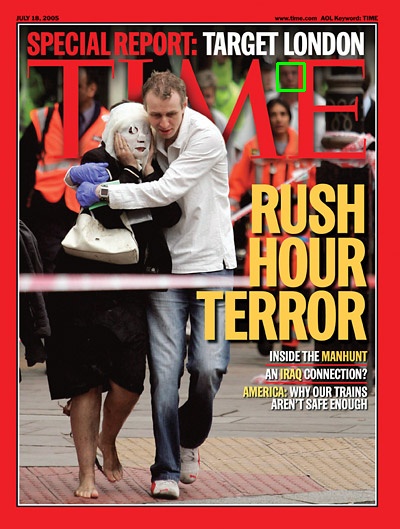 JULY 18, 2005
www.time.com AOL Keyword: TIME
SPECIAL REPORT: TARGET LONDON
TIME
RUSH
HOUR
TERROR
INSIDE THE MANHUNT
AN IRAQ CONNECTION?
AMERICA: WHY OUR TRAINS
AREN'T SAFE ENOUGH